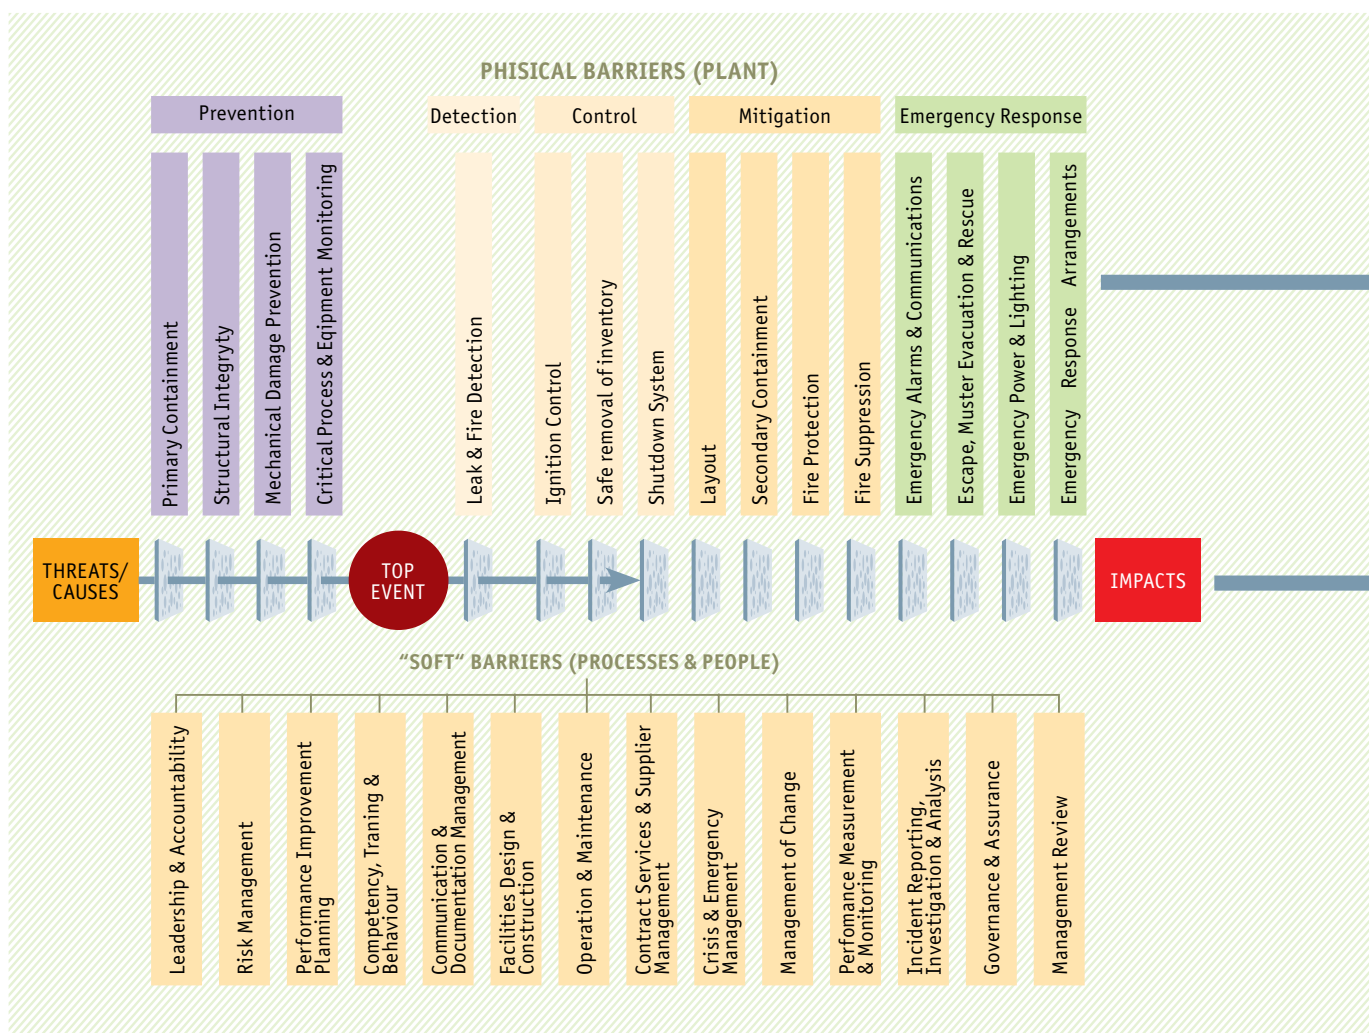 PHISICAL BARRIERS (PLANT)
Prevention
Detection
Control
Mitigation
Emergency Response
Primary Containment
Structural Integryty
Mechanical Damage Prevention
Critical Process & Eqipment Monitoring
Leak & Fire Detection
Ignition Control
Safe removal of inventory
Shutdown System
Layout
Secondary Containment
Fire Protection
Fire Suppression
Emergency Alarms & Communications
Escape, Muster Evacuation & Rescue
Emergency Power & Lighting
Emergency Response Arrangements
THREATS/
CAUSES
TOP
EVENT
IMPACTS
“SOFT“ BARRIERS (PROCESSES & PEOPLE)
Leadership & Accountability
Risk Management
Performance Improvement
Planning
Competency, Traning &
Behaviour
Communication &
Documentation Management
Facilities Design &
Construction
Operation & Maintenance
Contract Services & Supplier
Management
Crisis & Emergency
Management
Management of Change
Perfomance Measurement
& Monitoring
Incident Reporting,
Investigation & Analysis
Governance & Assurance
Management Review